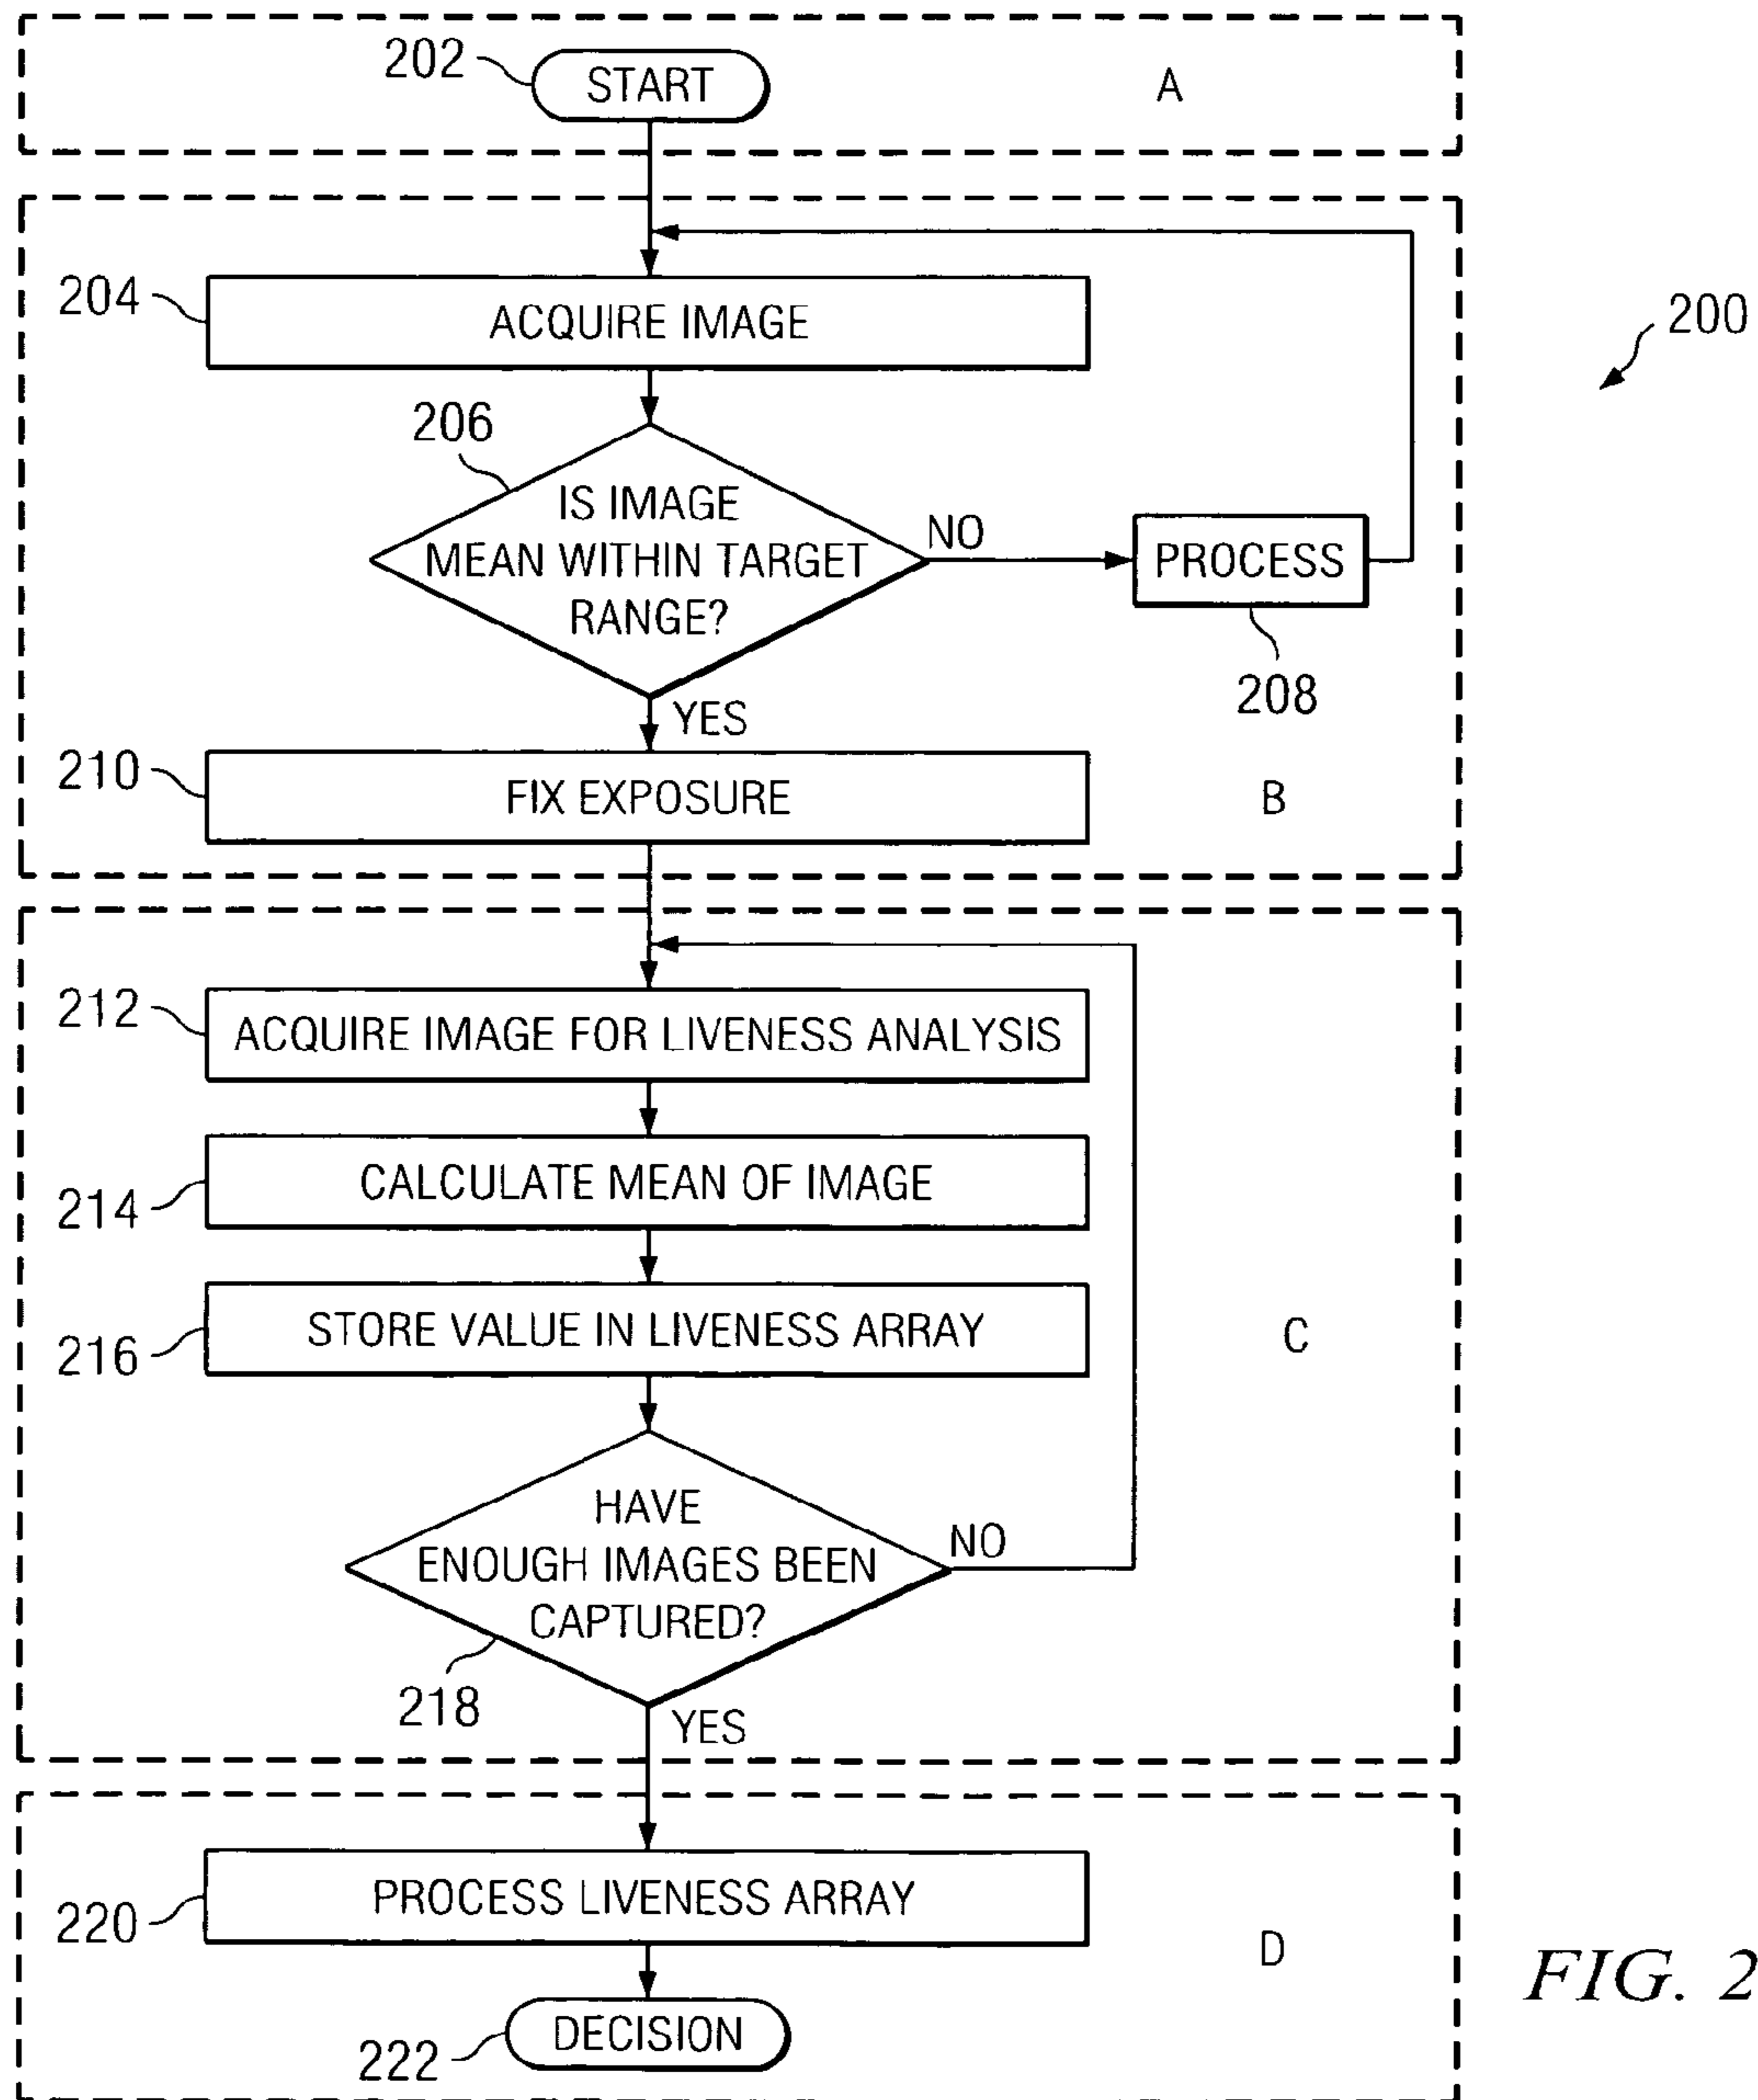 202
START
A
204
ACQUIRE IMAGE
200
206
IS IMAGE
MEAN WITHIN TARGET
RANGE?
NO
PROCESS
208
YES
210
FIX EXPOSURE
B
212
ACQUIRE IMAGE FOR LIVENESS ANALYSIS
214
CALCULATE MEAN OF IMAGE
216
STORE VALUE IN LIVENESS ARRAY
C
HAVE
ENOUGH IMAGES BEEN
CAPTURED?
NO
218
YES
220
PROCESS LIVENESS ARRAY
D
222
DECISION
FIG. 2